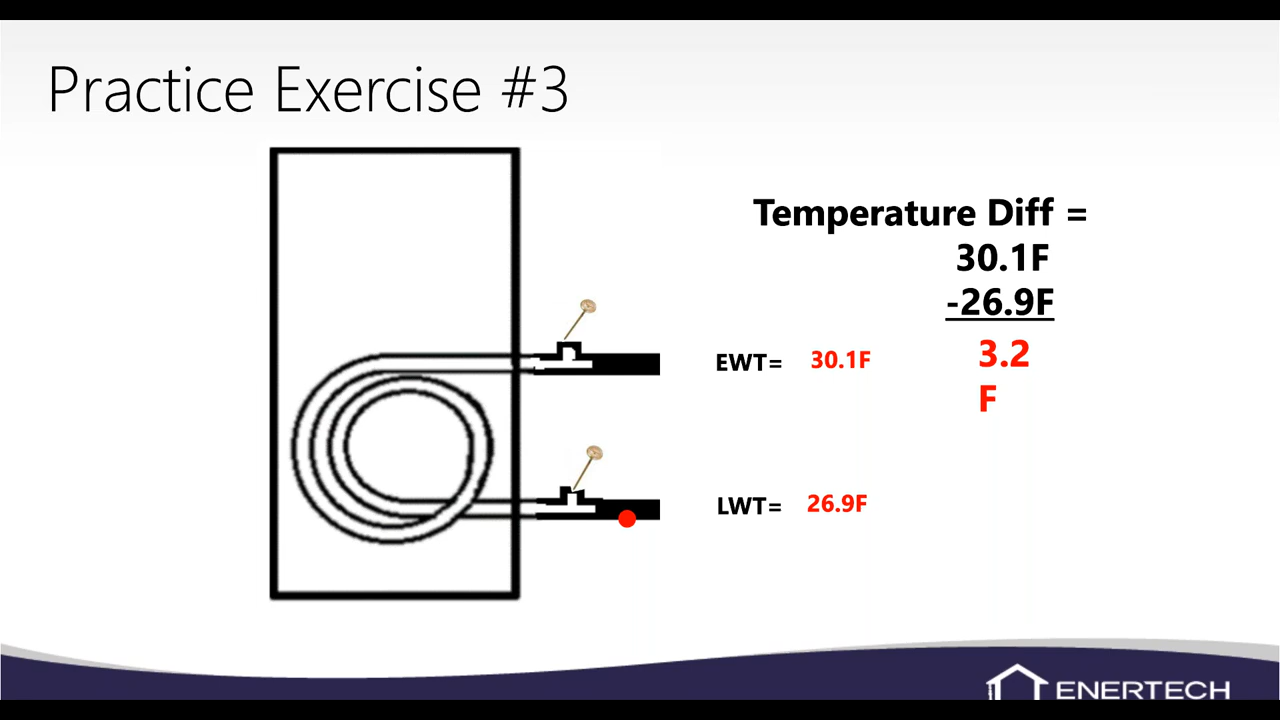 Practice Exercise #3
Temperature Diff =
30.1F
-26.9F
3.2
F
EWT= 30.1F
LWT= 26.9F
ENERTECH